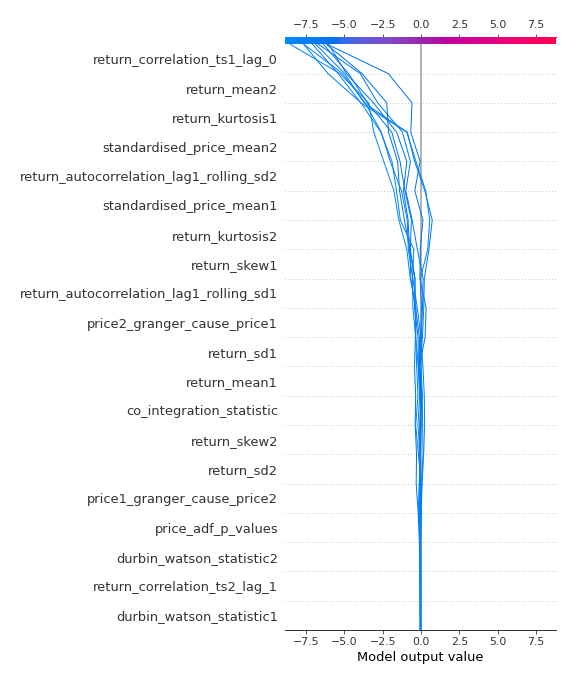 −7.5 −5.0 −2.5 0.0 2.5 5.0 7.5
return_correlation_ts1_lag_0
return_mean2
return_kurtosis1
standardised_price_mean2
return_autocorrelation_lag1_rolling_sd2
standardised_price_mean1
return_kurtosis2
return_skew1
return_autocorrelation_lag1_rolling_sd1
price2_granger_cause_price1
return_sd1
return_mean1
co_integration_statistic
return_skew2
return_sd2
price1_granger_cause_price2
price_adf_p_values
durbin_watson_statistic2
return_correlation_ts2_lag_1
durbin_watson_statistic1
−7.5 −5.0 −2.5 0.0 2.5 5.0 7.5
Model output value